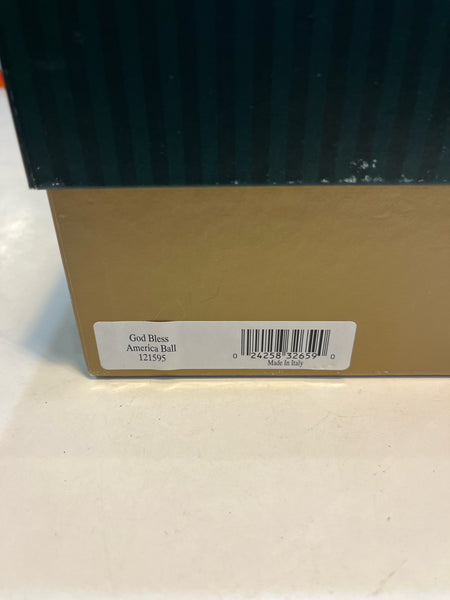 God Bless
America Ball
121595
0 24258 32659 0
Made In Italy